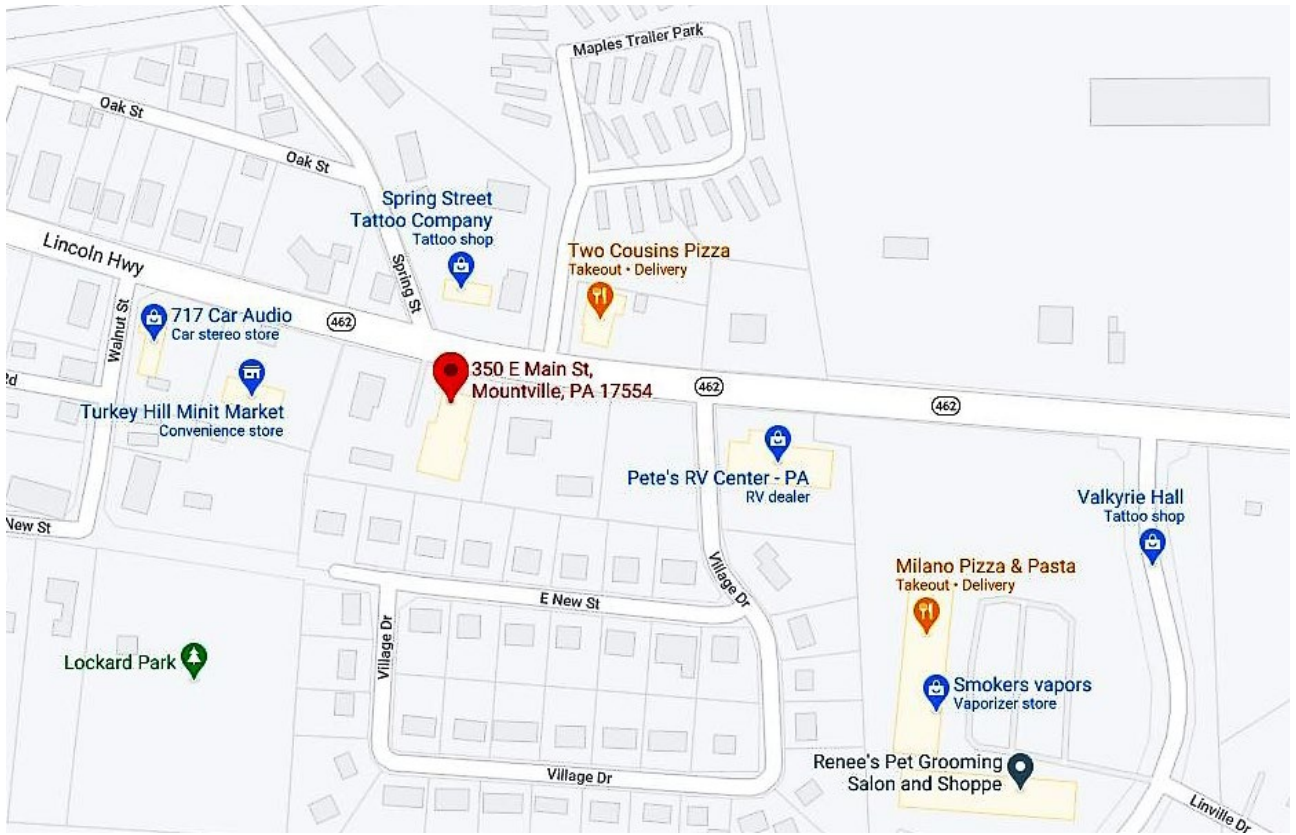 Maples Trailer Park
Oak St
Oak St
Spring Street
Tattoo Company
Tattoo shop
Lincoln Hwy
Spring St
Two Cousins Pizza
Takeout • Delivery
Walnut St
717 Car Audio
Car stereo store
462
350 E Main St,
Mountville, PA 17554
462
462
Rd
Turkey Hill Minit Market
Convenience store
Pete's RV Center - PA
RV dealer
Valkyrie Hall
Tattoo shop
New St
Village Dr
Milano Pizza & Pasta
Takeout • Delivery
E New St
Village Dr
Lockard Park
Smokers vapors
Vaporizer store
Renee's Pet Grooming
Salon and Shoppe
Village Dr
Linville Dr